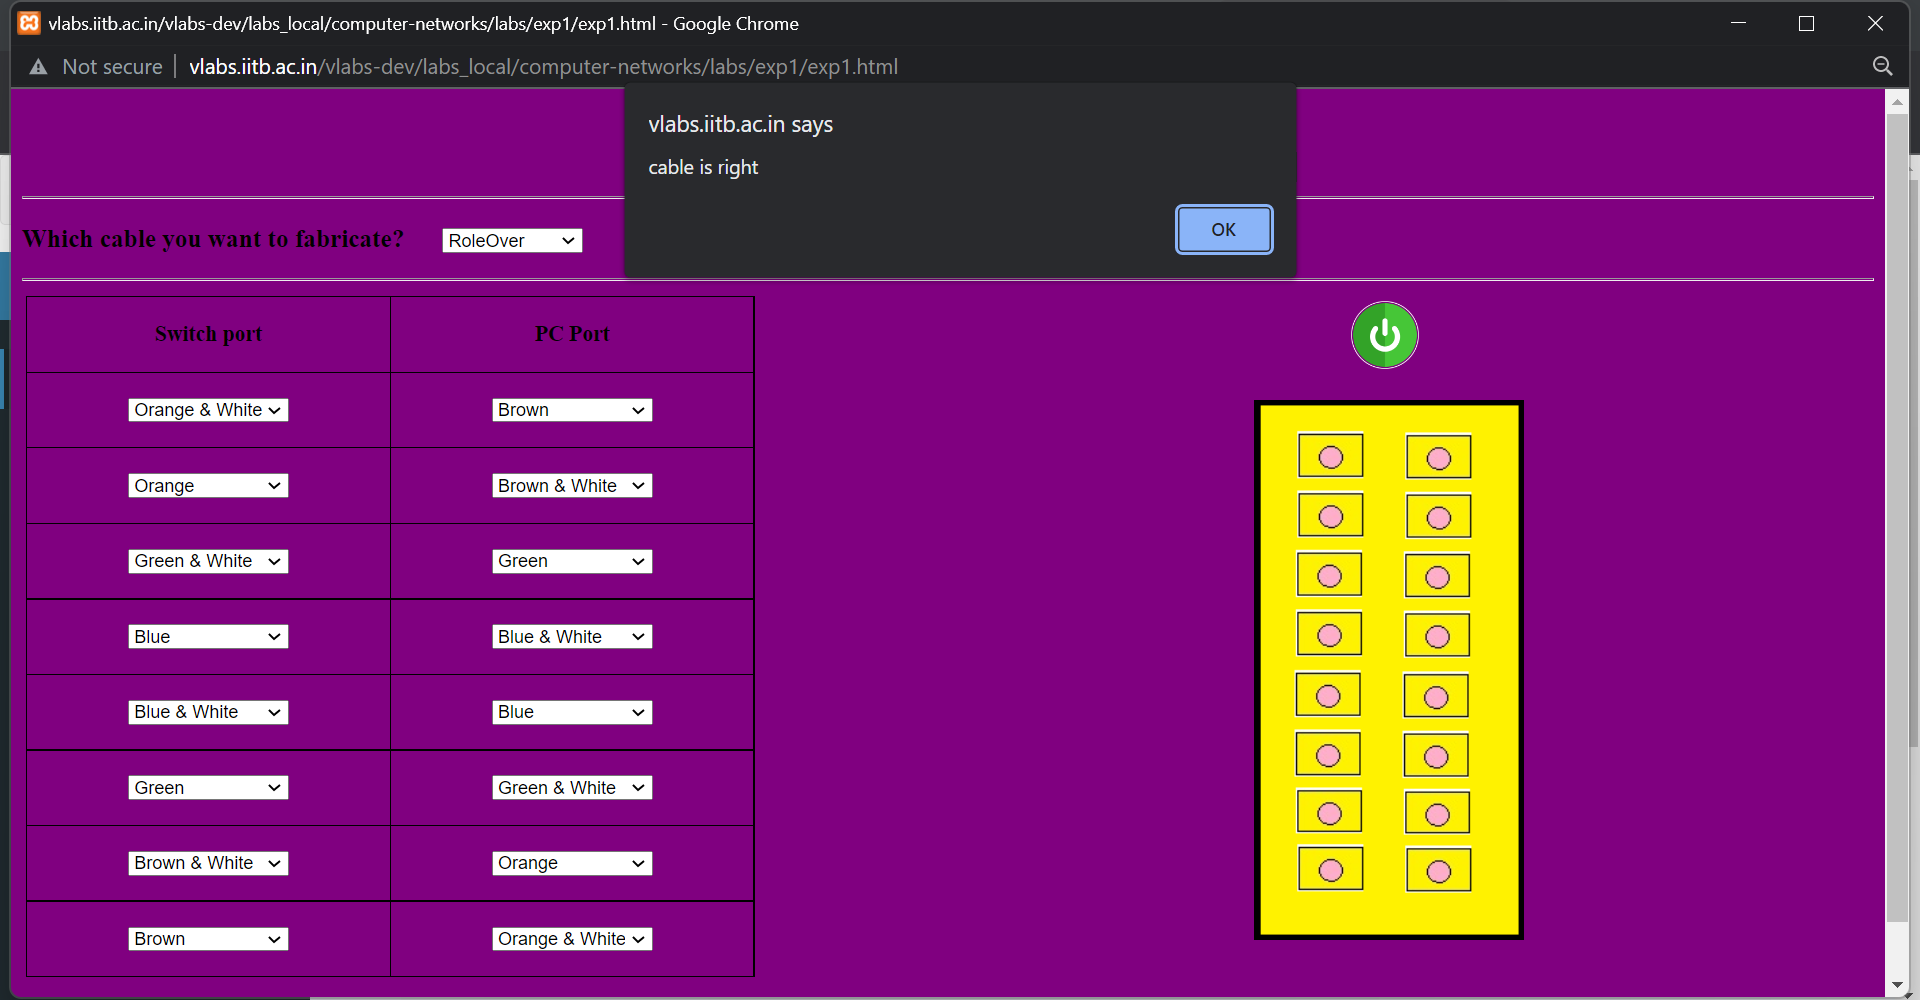 vlabs.iitb.ac.in/vlabs-dev/labs_local/computer-networks/labs/exp1/exp1.html - Google Chrome
Not secure vlabs.iitb.ac.in/vlabs-dev/labs_local/computer-networks/labs/exp1/exp1.html
vlabs.iitb.ac.in says
cable is right
OK
Which cable you want to fabricate? RoleOver
Switch port PC Port
Orange & White Brown
Orange Brown & White
Green & White Green
Blue Blue & White
Blue & White Blue
Green Green & White
Brown & White Orange
Brown Orange & White